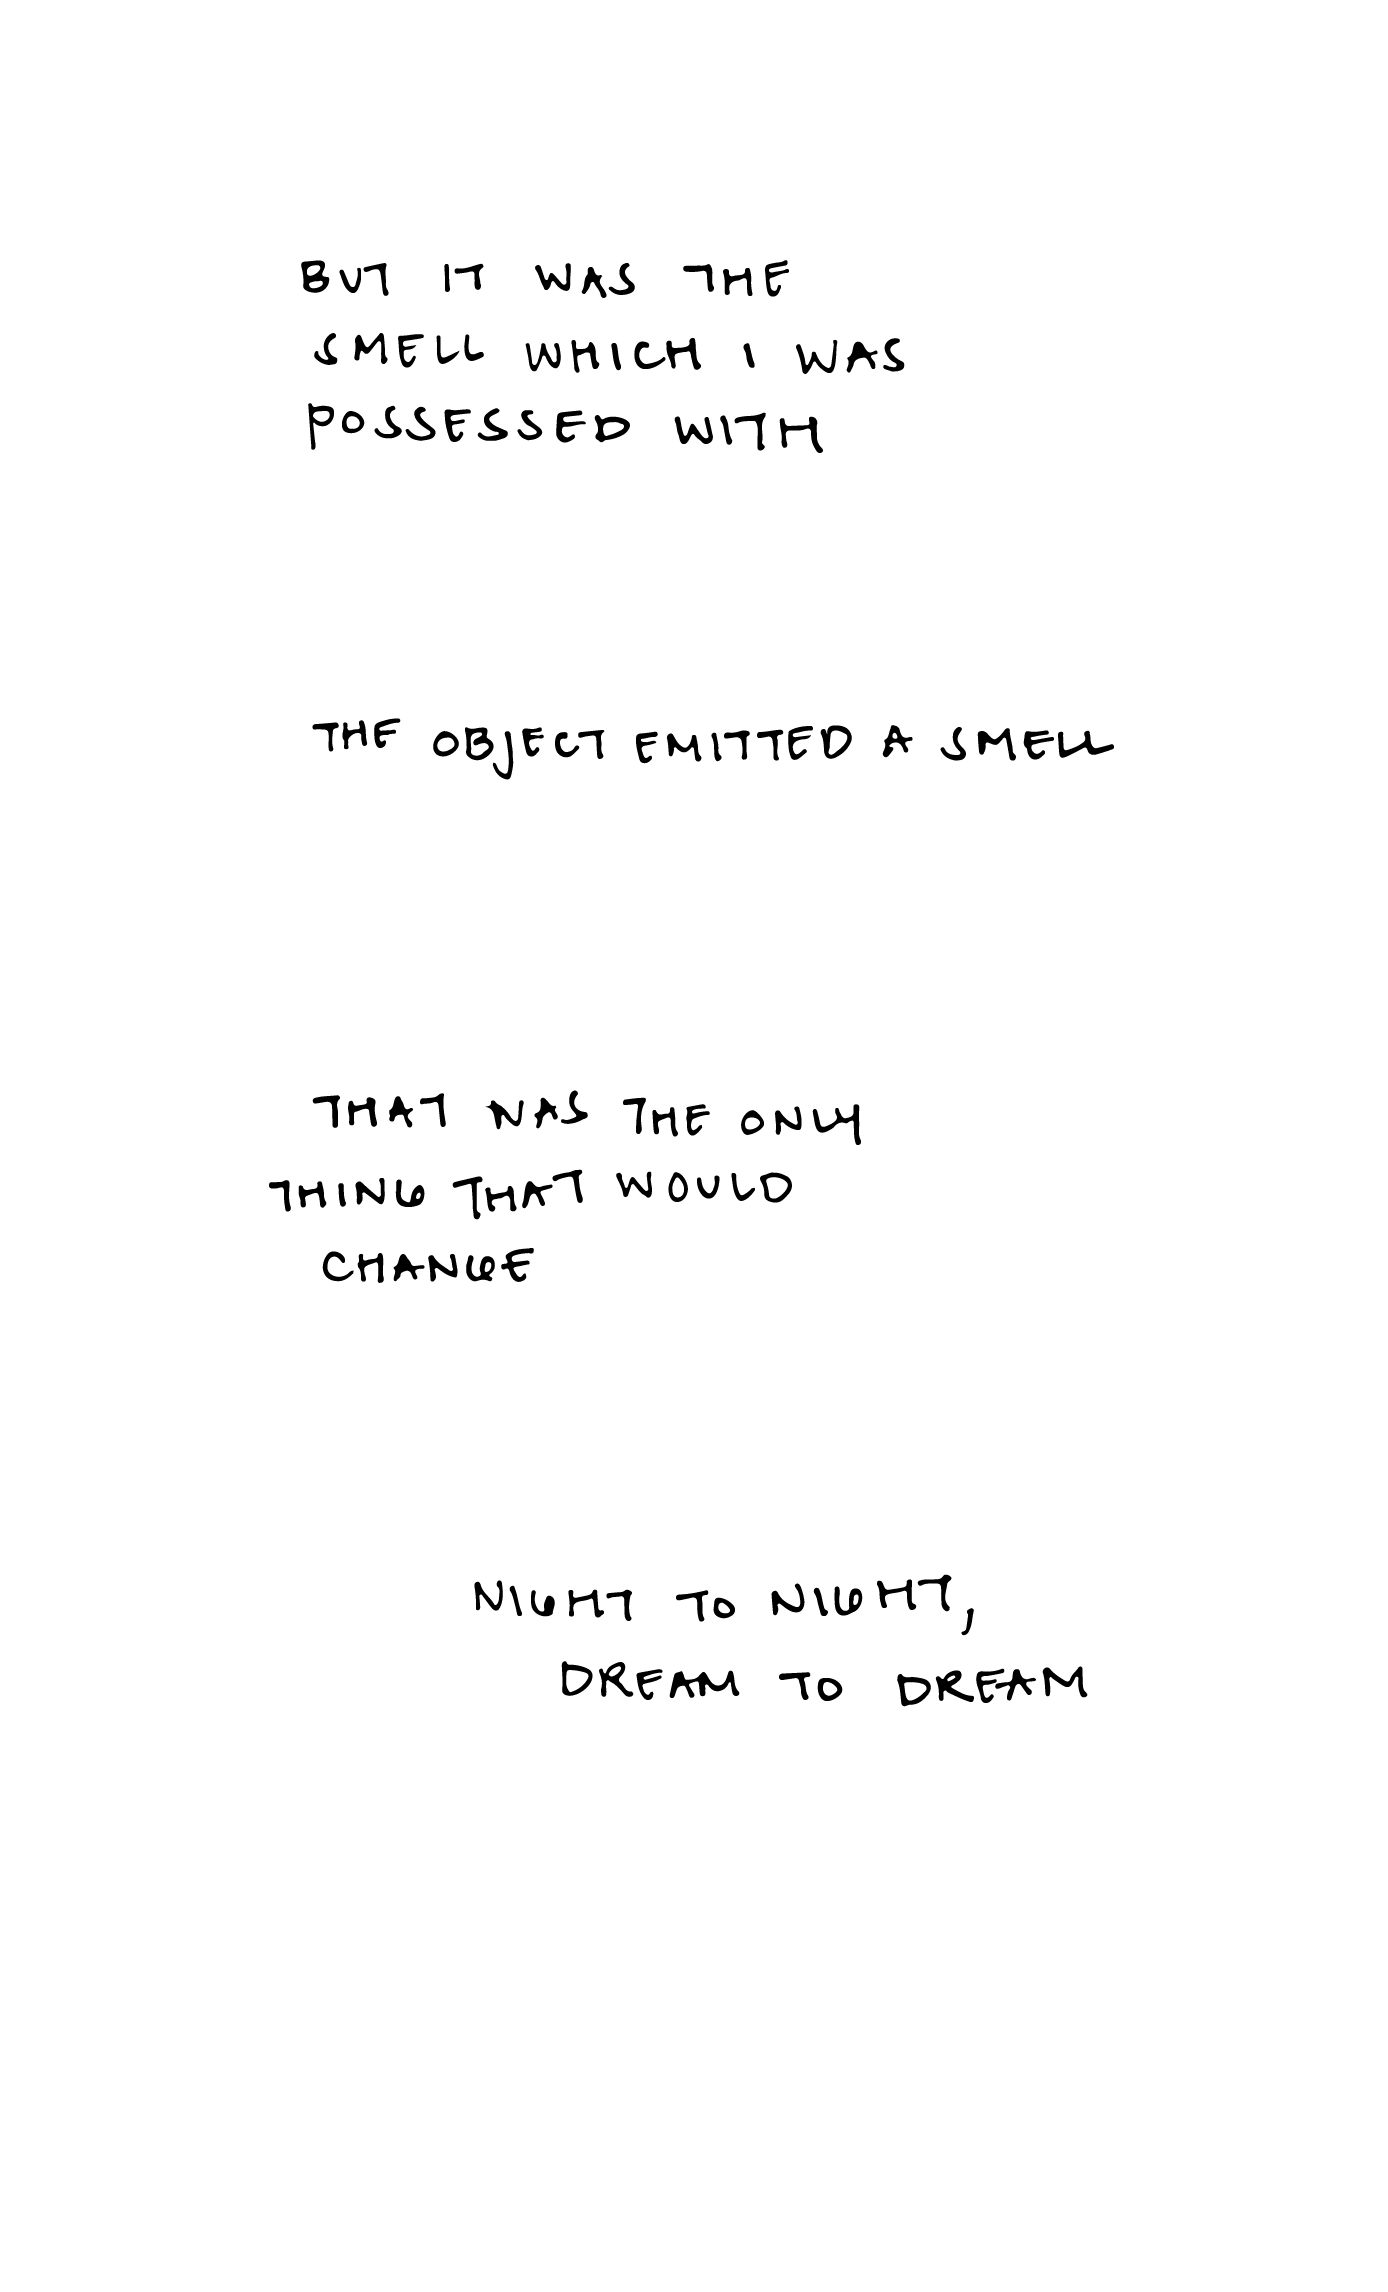 BUT IT WAS THE
SMELL WHICH I WAS
POSSESSED WITH
THE OBJECT EMITTED A SMELL
THAT WAS THE ONLY
THING THAT WOULD
CHANGE
NIGHT TO NIGHT,
DREAM TO DREAM